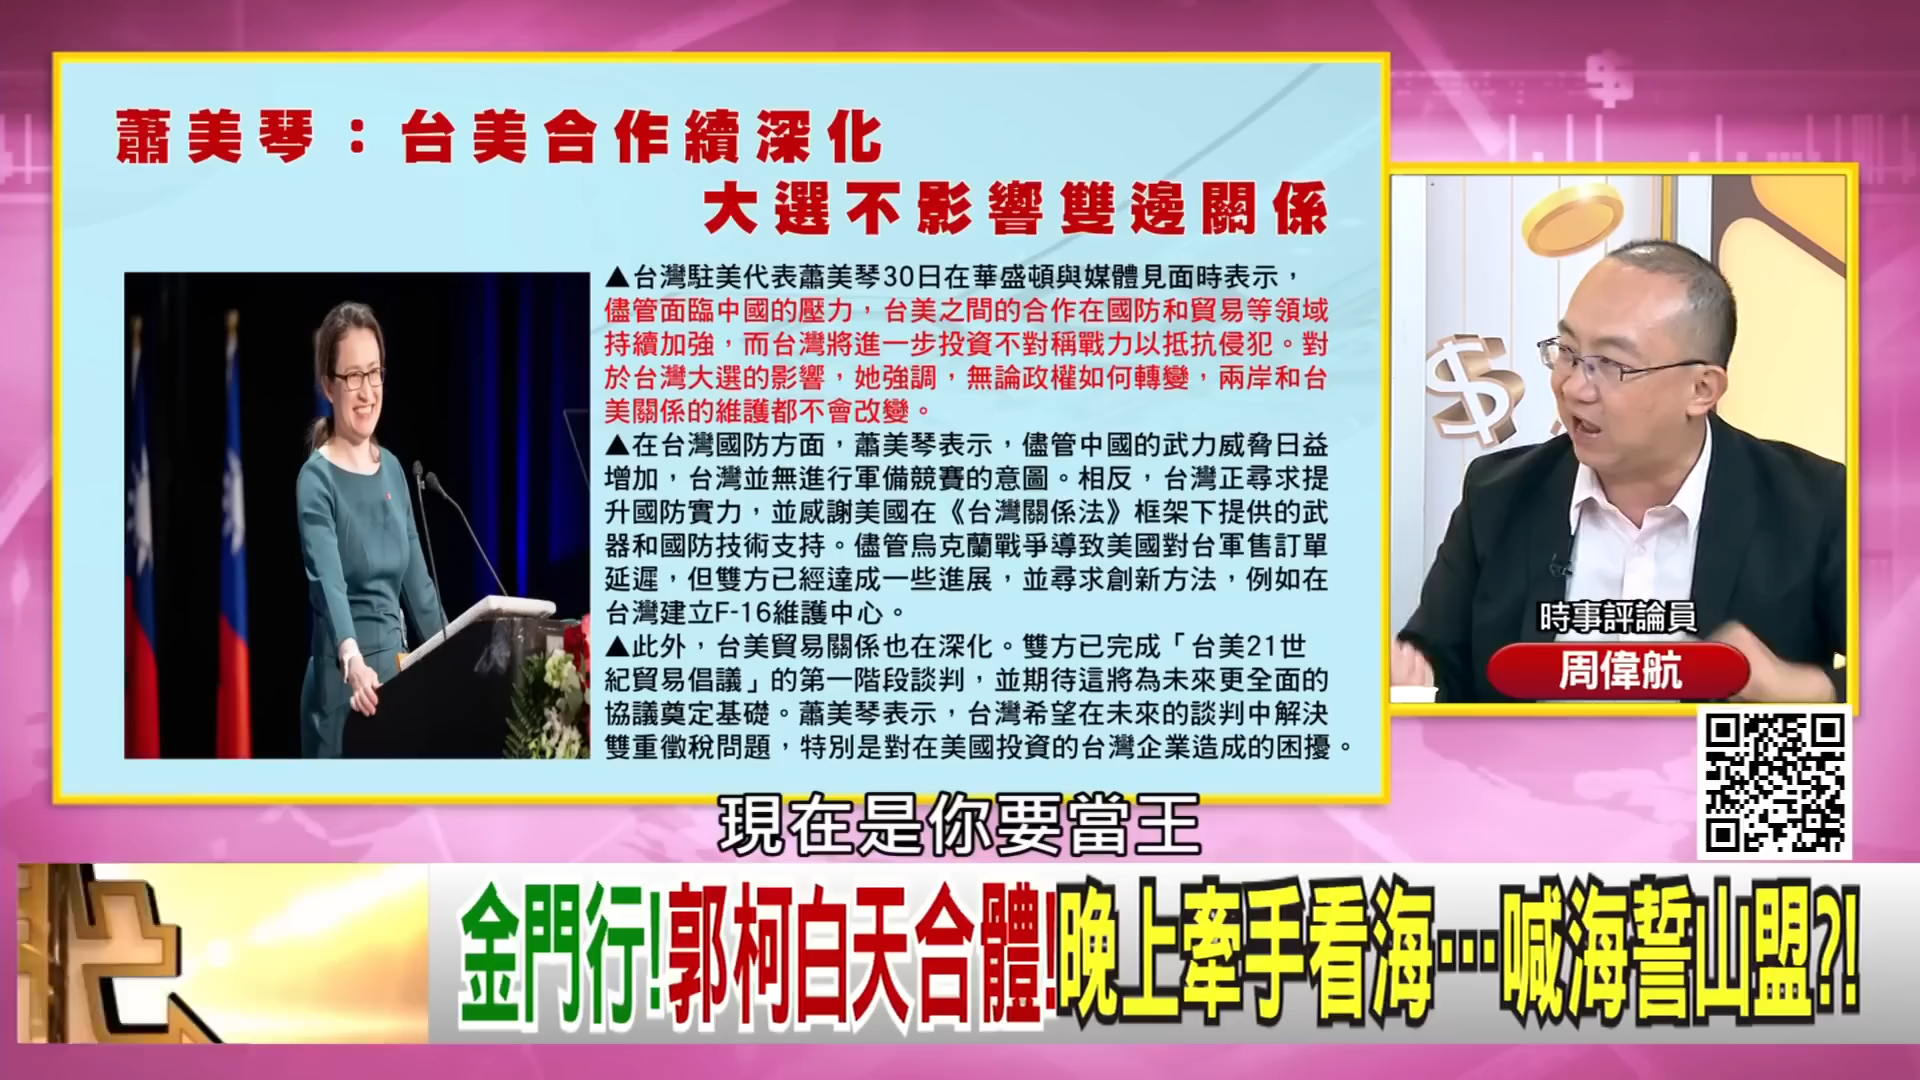 蕭美琴：台美合作續深化
大選不影響雙邊關係
▲台灣駐美代表蕭美琴30日在華盛頓與媒體見面時表示，
儘管面臨中國的壓力，台美之間的合作在國防和貿易等領域
持續加強，而台灣將進一步投資不對稱戰力以抵抗侵犯。對
於台灣大選的影響，她強調，無論政權如何轉變，兩岸和台
美關係的維護都不會改變。
▲在台灣國防方面，蕭美琴表示，儘管中國的武力威脅日益
增加，台灣並無進行軍備競賽的意圖。相反，台灣正尋求提
升國防實力，並感謝美國在《台灣關係法》框架下提供的武
器和國防技術支持。儘管烏克蘭戰爭導致美國對台軍售訂單
延遲，但雙方已經達成一些進展，並尋求創新方法，例如在
台灣建立F-16維護中心。
▲此外，台美貿易關係也在深化。雙方已完成「台美21世
紀貿易倡議」的第一階段談判，並期待這將為未來更全面的
協議奠定基礎。蕭美琴表示，台灣希望在未來的談判中解決
雙重徵稅問題，特別是對在美國投資的台灣企業造成的困擾。
時事評論員
周偉航
現在是你要當王
金門行!郭柯白天合體!晚上牽手看海…喊海誓山盟?!